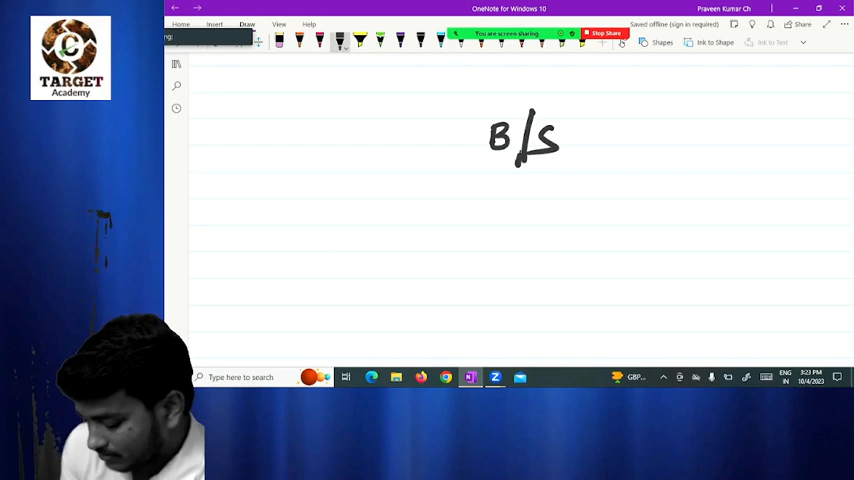 OneNote for Windows 10
Praveen Kumar Ch
Home Insert Draw View Help
You are screen sharing
Stop Share
Saved offline (sign in required)
Share
ng:
Shapes
Ink to Shape
Ink to Text
TARGET
Academy
B/S
Type here to search
GBP...
ENG
IN
3:23 PM
10/4/2023